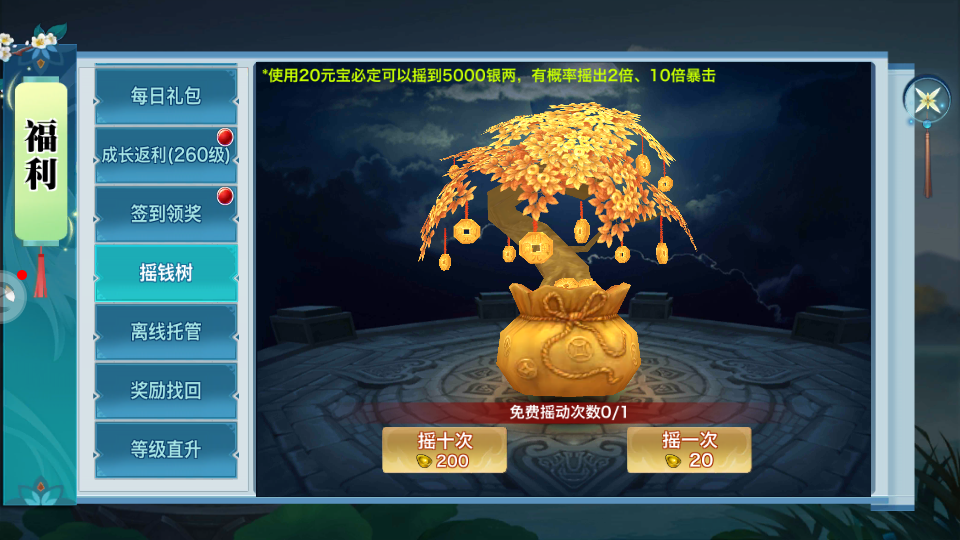 福利
每日礼包
成长返利(260级)
签到领奖
摇钱树
离线托管
奖励找回
等级直升
*使用20元宝必定可以摇到5000银两，有概率摇出2倍、10倍暴击
免费摇动次数0/1
摇十次
200
摇一次
20